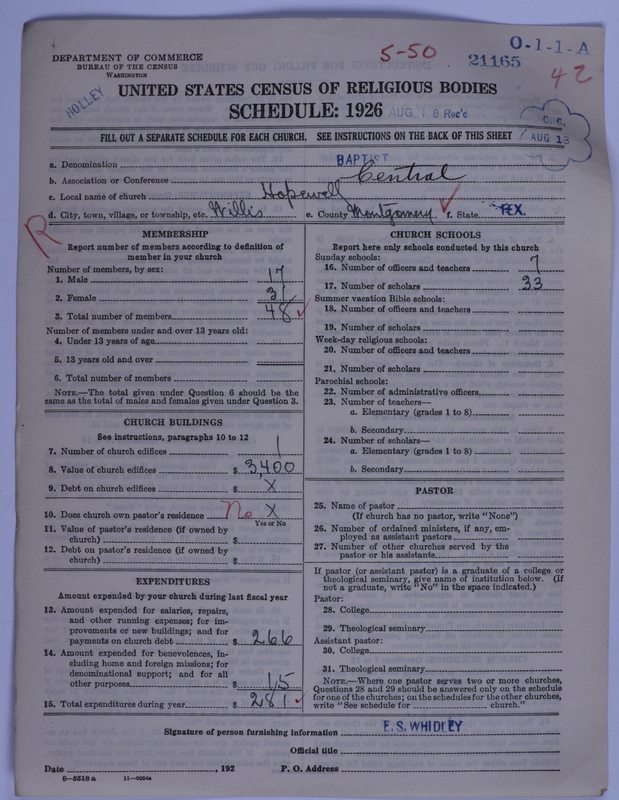 DEPARTMENT OF COMMERCE
BUREAU OF THE CENSUS
WASHINGTON
HOLLEY
5-50
21165
O-1-1-A
42
UNITED STATES CENSUS OF RELIGIOUS BODIES
SCHEDULE: 1926
AUG 18 Rec'd
C. C.
AUG 18
FILL OUT A SEPARATE SCHEDULE FOR EACH CHURCH. SEE INSTRUCTIONS ON THE BACK OF THIS SHEET
a. Denomination BAPTIST
b. Association or Conference Central
c. Local name of church Hopewell
d. City, town, village, or township, etc. Willis e. County Montgomery f. State TEX.
R
MEMBERSHIP
Report number of members according to definition of
member in your church
Number of members, by sex:
1. Male 17
2. Female 31
3. Total number of members 48
Number of members under and over 13 years old:
4. Under 13 years of age
5. 13 years old and over
6. Total number of members
NOTE.—The total given under Question 6 should be
same as the total of males and females given under Question 3.
CHURCH BUILDINGS
See instructions, paragraphs 10 to 12
7. Number of church edifices 1
8. Value of church edifices $ 3,400
9. Debt on church edifices $ X
10. Does church own pastor's residence No X
Yes or No
11. Value of pastor's residence (if owned by
church) $
12. Debt on pastor's residence (if owned by
church) $
EXPENDITURES
Amount expended by your church during last fiscal year
13. Amount expended for salaries, repairs,
and other running expenses; for im-
provements or new buildings; and for
payments on church debt $ 266
14. Amount expended for benevolences, in-
cluding home and foreign missions; for
denominational support; and for all
other purposes $ 15
15. Total expenditures during year $ 281
CHURCH SCHOOLS
Report here only schools conducted by this church
Sunday schools:
16. Number of officers and teachers 7
17. Number of scholars 33
Summer vacation Bible schools:
18. Number of officers and teachers
19. Number of scholars
Week-day religious schools:
20. Number of officers and teachers
21. Number of scholars
Parochial schools:
22. Number of administrative officers
23. Number of teachers—
a. Elementary (grades 1 to 8)
b. Secondary
24. Number of scholars—
a. Elementary (grades 1 to 8)
b. Secondary
PASTOR
25. Name of pastor
(If church has no pastor, write "None")
26. Number of ordained ministers, if any, em-
ployed as assistant pastors
27. Number of other churches served by the
pastor or his assistants
If pastor (or assistant pastor) is a graduate of a college or
theological seminary, give name of institution below. (If
not a graduate, write "No" in the space indicated.)
Pastor:
28. College
29. Theological seminary
Assistant pastor:
30. College
31. Theological seminary
NOTE.—Where one pastor serves two or more churches,
Questions 28 and 29 should be answered only on the schedule
for one of the churches; on the schedules for the other churches,
write "See schedule for church."
Signature of person furnishing information E. S. WHIDLEY
Official title
Date , 192 P. O. Address
8-5518a 11-9054a